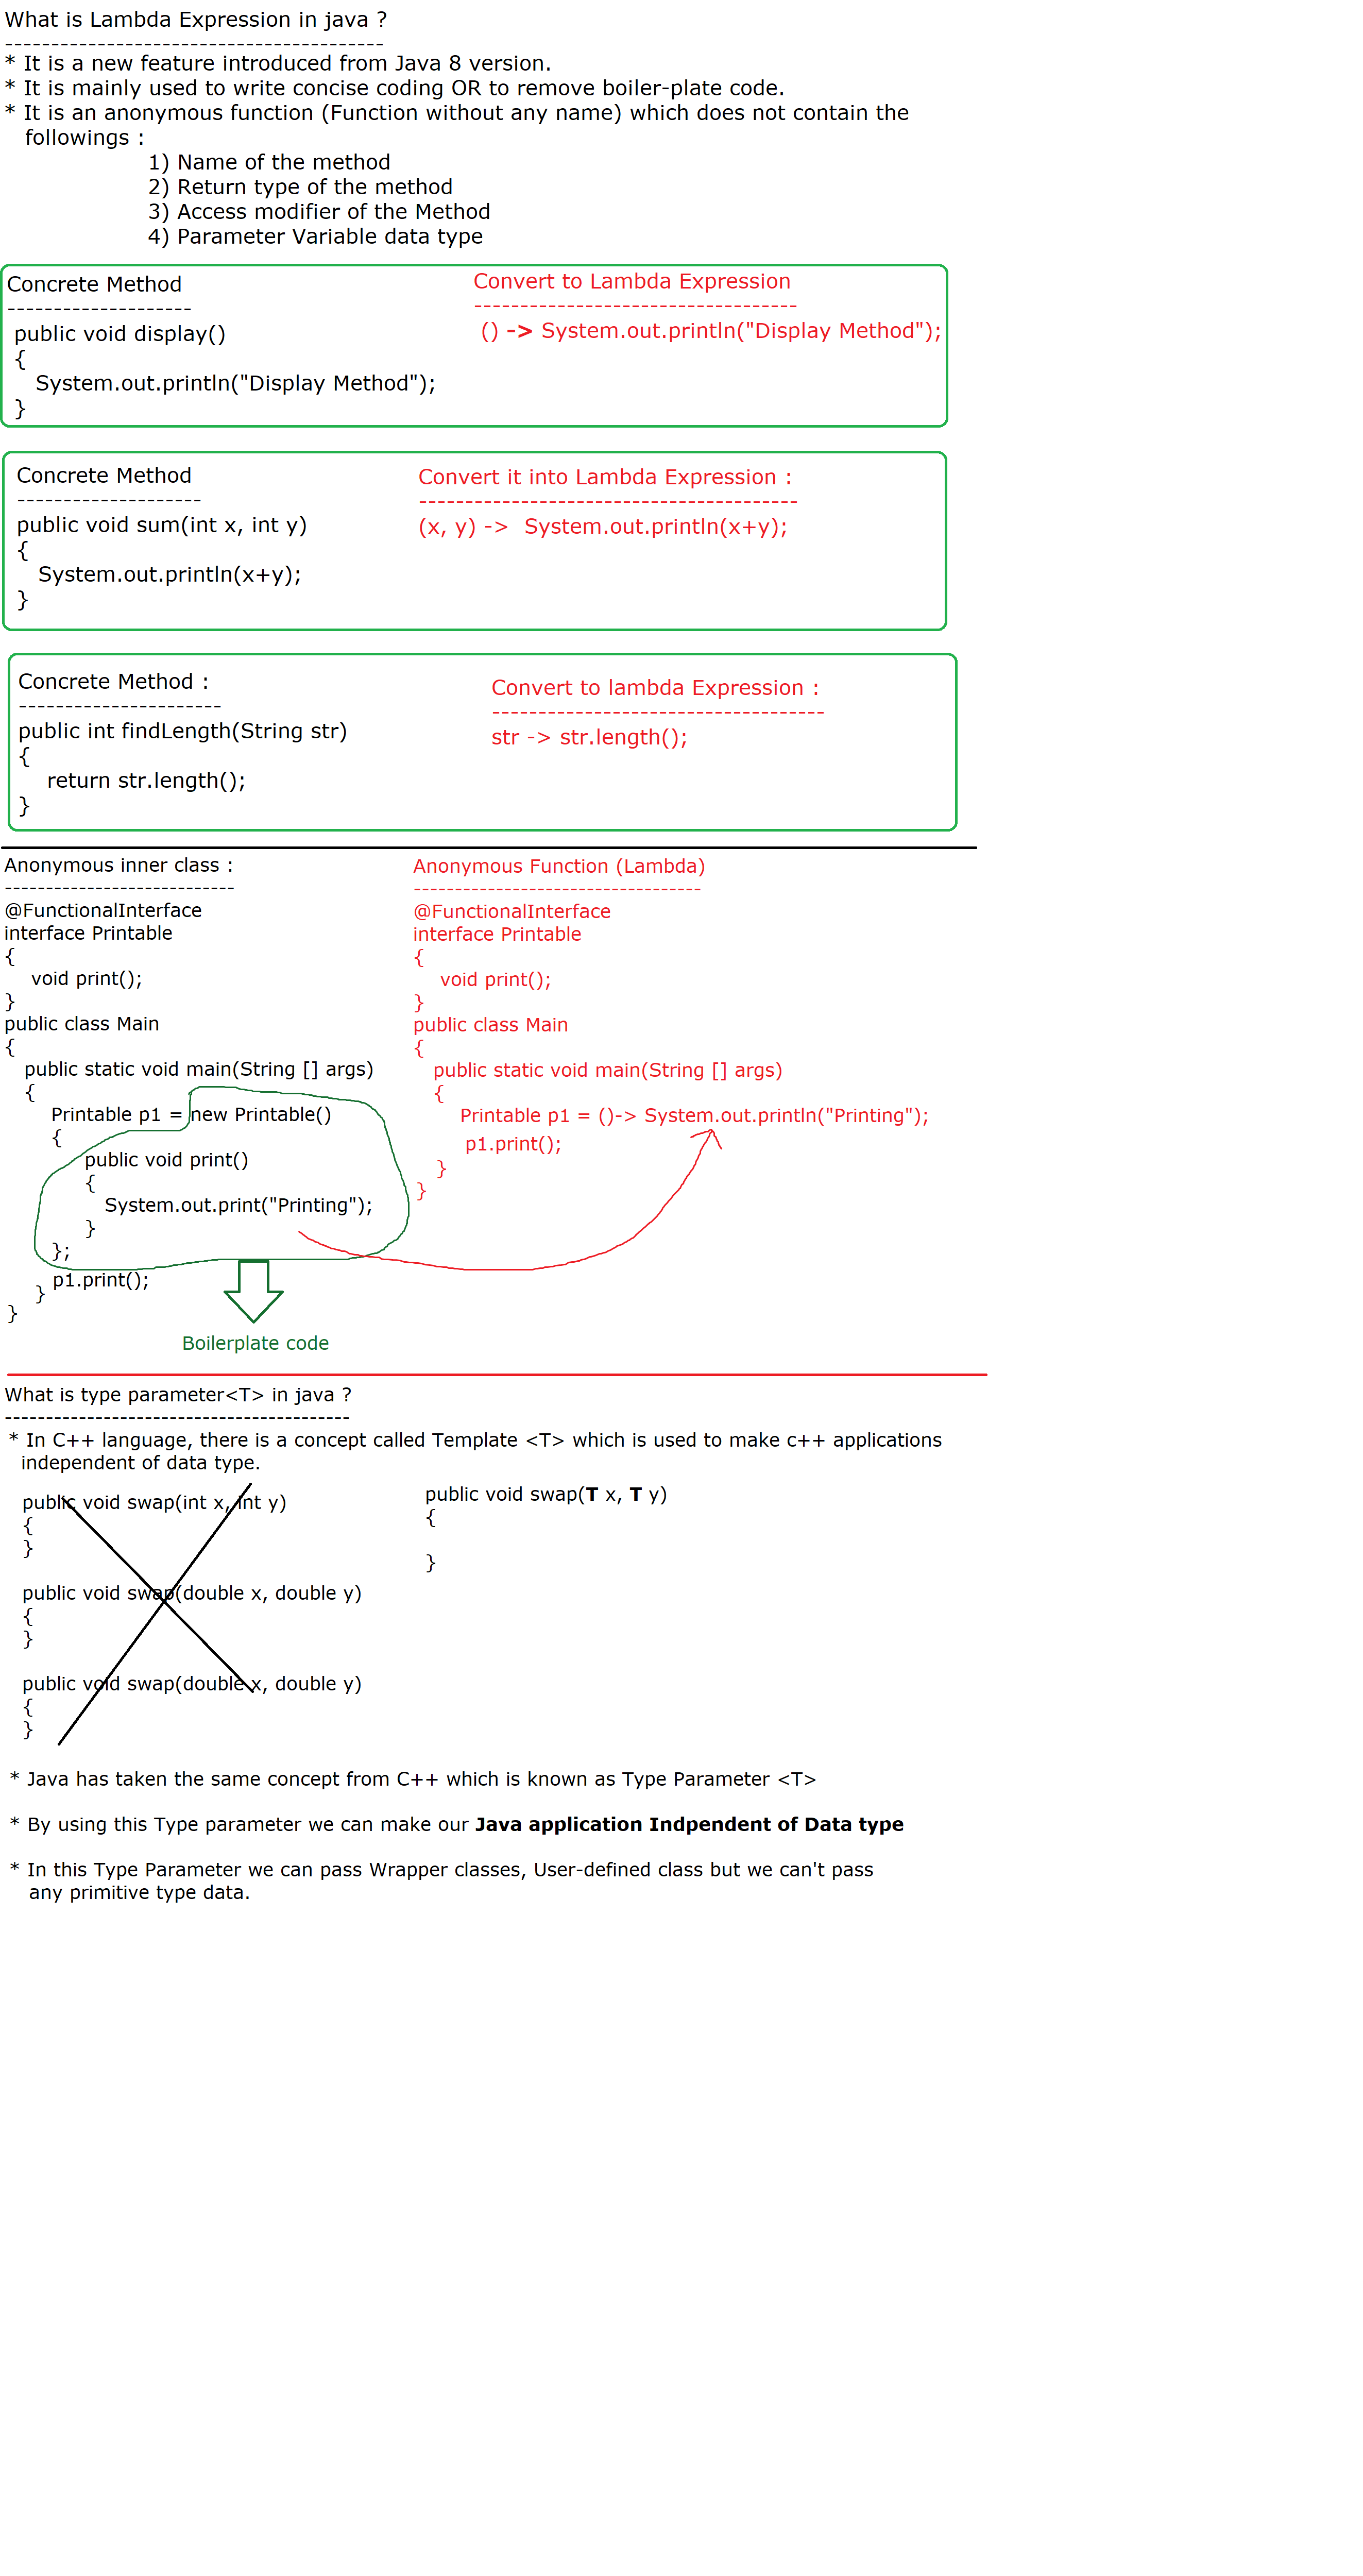 What is Lambda Expression in java ?
-----------------------------------------
* It is a new feature introduced from Java 8 version.
* It is mainly used to write concise coding OR to remove boiler-plate code.
* It is an anonymous function (Function without any name) which does not contain the
followings :
1) Name of the method
2) Return type of the method
3) Access modifier of the Method
4) Parameter Variable data type
Concrete Method
--------------------
public void display()
{
System.out.println("Display Method");
}
Convert to Lambda Expression
-----------------------------------
() -> System.out.println("Display Method");
Concrete Method
--------------------
public void sum(int x, int y)
{
System.out.println(x+y);
}
Convert it into Lambda Expression :
-----------------------------------------
(x, y) ->  System.out.println(x+y);
Concrete Method :
----------------------
public int findLength(String str)
{
return str.length();
}
Convert to lambda Expression :
------------------------------------
str -> str.length();
Anonymous inner class :
----------------------------
@FunctionalInterface
interface Printable
{
void print();
}
public class Main
{
public static void main(String [] args)
{
Printable p1 = new Printable()
{
public void print()
{
System.out.print("Printing");
}
};
p1.print();
}
}
Boilerplate code
Anonymous Function (Lambda)
-----------------------------------
@FunctionalInterface
interface Printable
{
void print();
}
public class Main
{
public static void main(String [] args)
{
Printable p1 = ()-> System.out.println("Printing");
p1.print();
}
}
What is type parameter<T> in java ?
------------------------------------------
* In C++ language, there is a concept called Template <T> which is used to make c++ applications
independent of data type.
public void swap(int x, int y)
{
}
public void swap(double x, double y)
{
}
public void swap(double x, double y)
{
}
public void swap(T x, T y)
{
}
* Java has taken the same concept from C++ which is known as Type Parameter <T>
* By using this Type parameter we can make our Java application Indpendent of Data type
* In this Type Parameter we can pass Wrapper classes, User-defined class but we can't pass
any primitive type data.